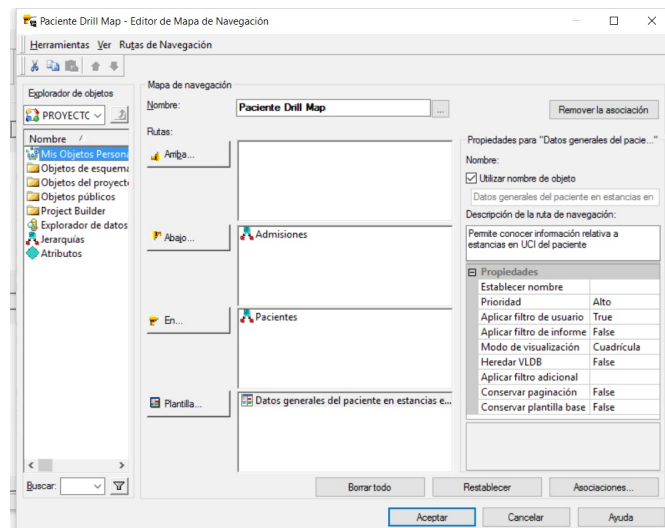 Paciente Drill Map - Editor de Mapa de Navegación
Herramientas Ver Rutas de Navegación
Explorador de objetos
PROYECTC
Nombre
Mis Objetos Persona
Objetos de esquema
Objetos del proyecto
Objetos públicos
Project Builder
Explorador de datos
Jerarquías
Atributos
Buscar:
Mapa de navegación
Nombre:
Paciente Drill Map
...
Remover la asociación
Rutas:
Arriba...
Abajo...
Admisiones
En...
Pacientes
Plantilla...
Datos generales del paciente en estancias e...
Propiedades para "Datos generales del pacie..."
Nombre:
Utilizar nombre de objeto
Datos generales del paciente en estancias en
Descripción de la ruta de navegación:
Permite conocer información relativa a
estancias en UCI del paciente
Propiedades
Establecer nombre
Prioridad Alto
Aplicar filtro de usuario True
Aplicar filtro de informe False
Modo de visualización Cuadrícula
Heredar VLDB False
Aplicar filtro adicional
Conservar paginación False
Conservar plantilla base False
Borrar todo
Restablecer
Asociaciones...
Aceptar
Cancelar
Ayuda